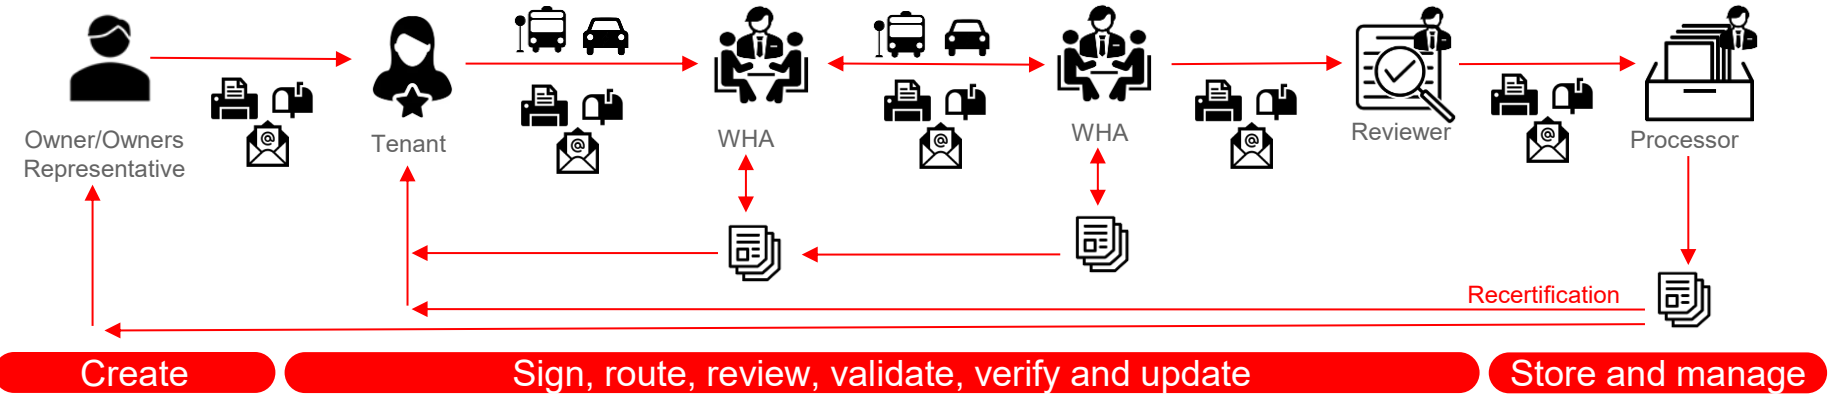 Owner/Owners
Representative
Tenant
WHA
WHA
Reviewer
Processor
Recertification
Create
Sign, route, review, validate, verify and update
Store and manage